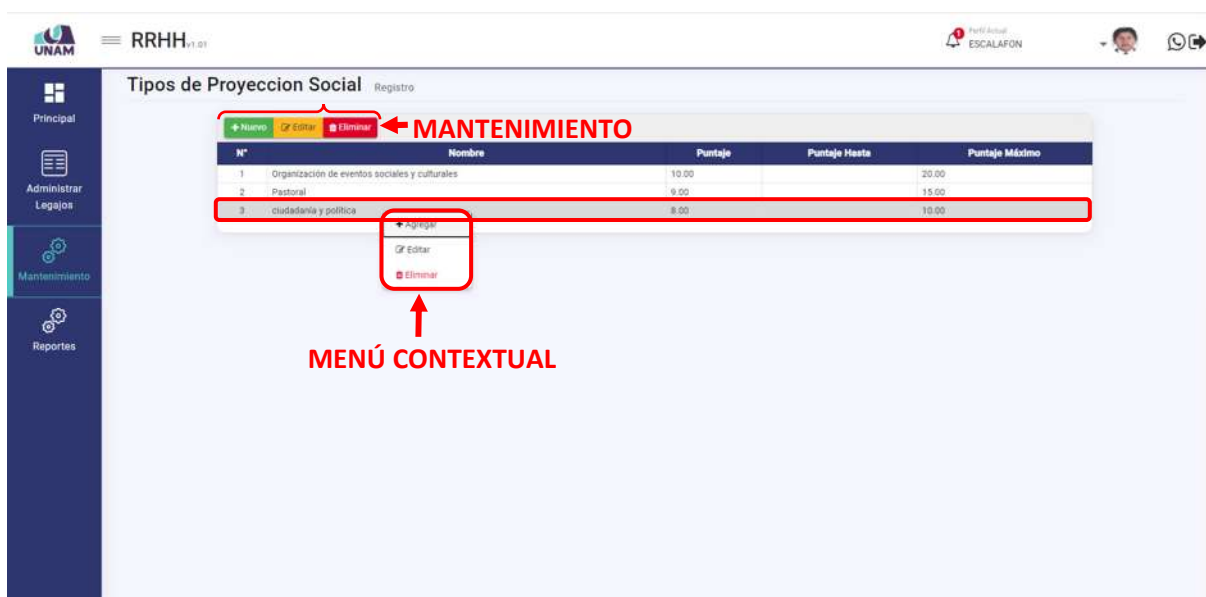 UNAM
RRHH v1.01
Perfil Actual
ESCALAFON
1
Principal
Administrar
Legajos
Mantenimiento
Reportes
Tipos de Proyeccion Social Registro
Nuevo Editar Eliminar
MANTENIMIENTO
N° Nombre Puntaje Puntaje Hasta Puntaje Máximo
1 Organización de eventos sociales y culturales 10.00 20.00
2 Pastoral 9.00 15.00
3 ciudadanía y política 8.00 10.00
Agregar
Editar
Eliminar
MENÚ CONTEXTUAL